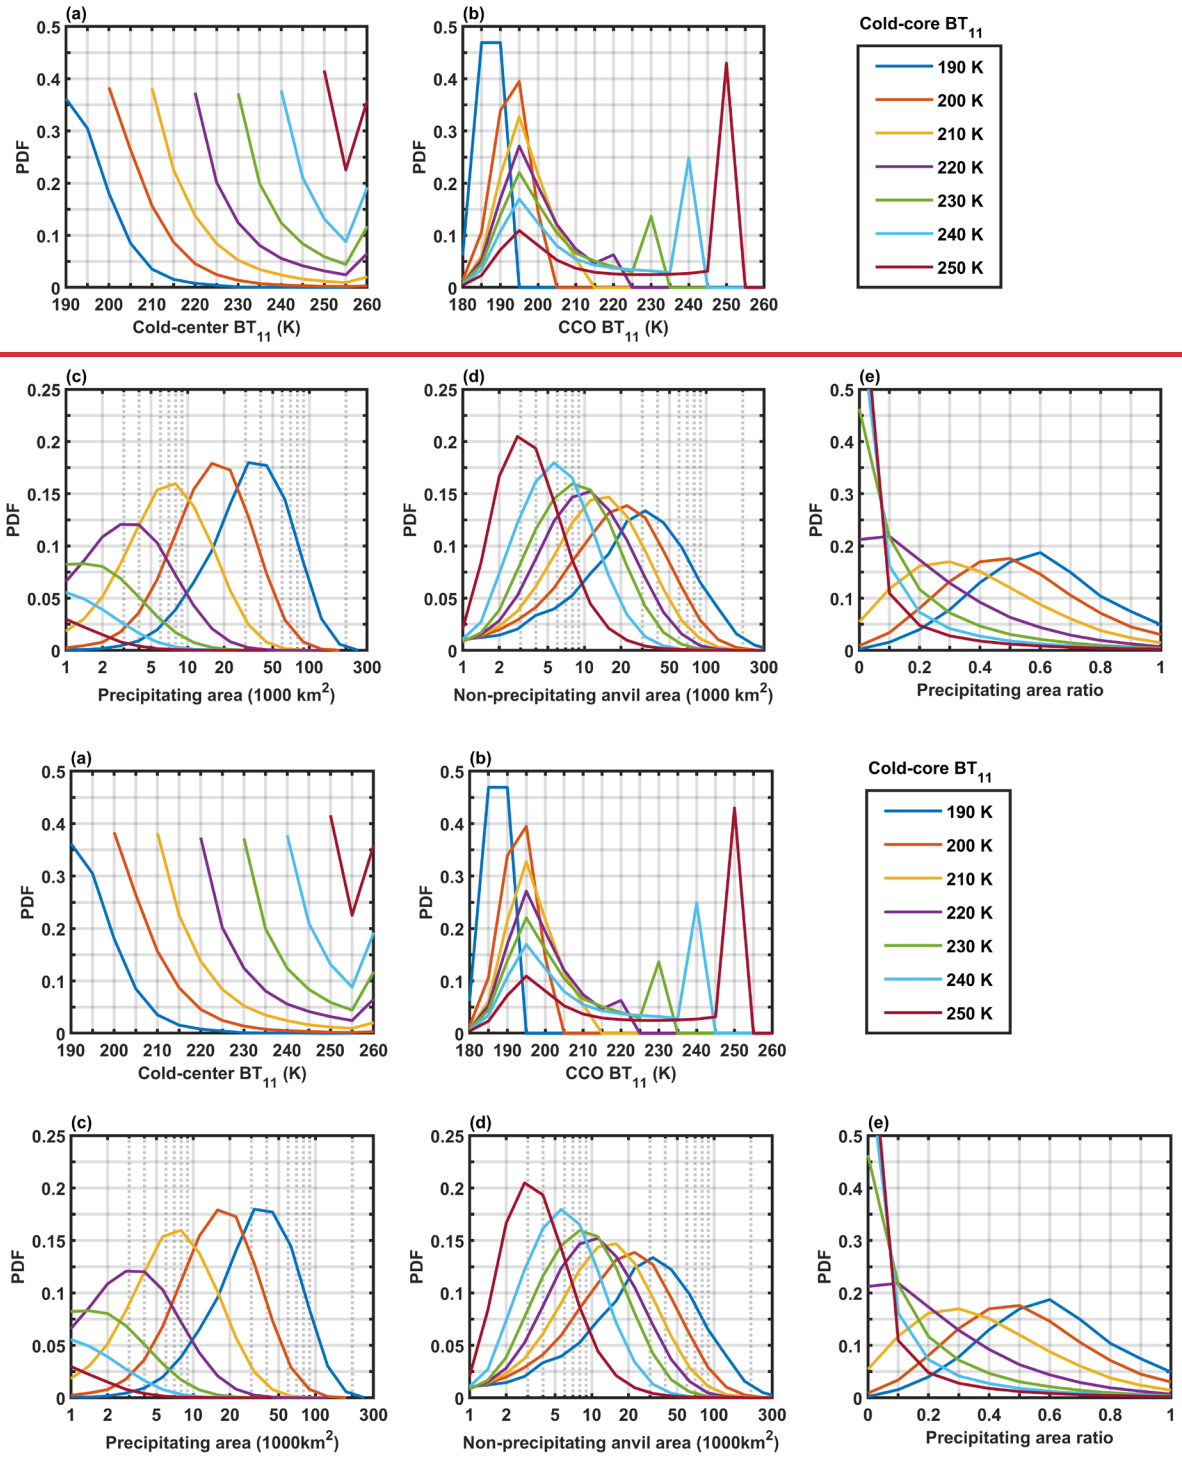 (a)
PDF
0.5
0.4
0.3
0.2
0.1
0
190 200 210 220 230 240 250 260
Cold-center BT11 (K)
(b)
PDF
0.5
0.4
0.3
0.2
0.1
0
180 190 200 210 220 230 240 250 260
CCO BT11 (K)
Cold-core BT11
190 K
200 K
210 K
220 K
230 K
240 K
250 K
(c)
PDF
0.25
0.2
0.15
0.1
0.05
0
1 2 5 10 20 50 100 300
Precipitating area (1000 km2)
(d)
PDF
0.25
0.2
0.15
0.1
0.05
0
1 2 5 10 20 50 100 300
Non-precipitating anvil area (1000 km2)
(e)
PDF
0.5
0.4
0.3
0.2
0.1
0
0 0.2 0.4 0.6 0.8 1
Precipitating area ratio
(a)
PDF
0.5
0.4
0.3
0.2
0.1
0
190 200 210 220 230 240 250 260
Cold-center BT11 (K)
(b)
PDF
0.5
0.4
0.3
0.2
0.1
0
180 190 200 210 220 230 240 250 260
CCO BT11 (K)
Cold-core BT11
190 K
200 K
210 K
220 K
230 K
240 K
250 K
(c)
PDF
0.25
0.2
0.15
0.1
0.05
0
1 2 5 10 20 50 100 300
Precipitating area (1000km2)
(d)
PDF
0.25
0.2
0.15
0.1
0.05
0
1 2 5 10 20 50 100 300
Non-precipitating anvil area (1000km2)
(e)
PDF
0.5
0.4
0.3
0.2
0.1
0
0 0.2 0.4 0.6 0.8 1
Precipitating area ratio